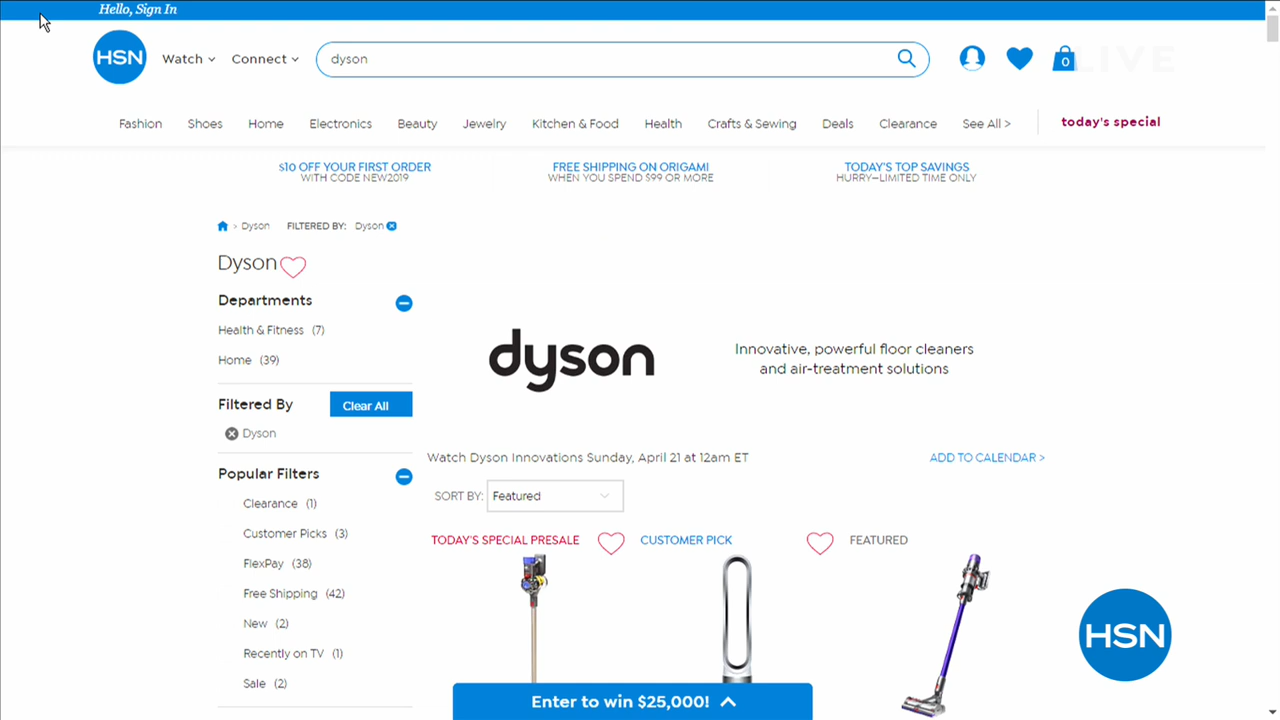 Hello, Sign In
HSN
Watch
Connect
dyson
0
LIVE
Fashion
Shoes
Home
Electronics
Beauty
Jewelry
Kitchen & Food
Health
Crafts & Sewing
Deals
Clearance
See All >
today's special
$10 OFF YOUR FIRST ORDER
WITH CODE NEW2019
FREE SHIPPING ON ORIGAMI
WHEN YOU SPEND $99 OR MORE
TODAY'S TOP SAVINGS
HURRY—LIMITED TIME ONLY
> Dyson
FILTERED BY: Dyson
Dyson
Departments
Health & Fitness (7)
Home (39)
Filtered By
Clear All
Dyson
Popular Filters
Clearance (1)
Customer Picks (3)
FlexPay (38)
Free Shipping (42)
New (2)
Recently on TV (1)
Sale (2)
dyson
Innovative, powerful floor cleaners
and air-treatment solutions
Watch Dyson Innovations Sunday, April 21 at 12am ET
ADD TO CALENDAR >
SORT BY: Featured
TODAY'S SPECIAL PRESALE
CUSTOMER PICK
FEATURED
HSN
Enter to win $25,000!